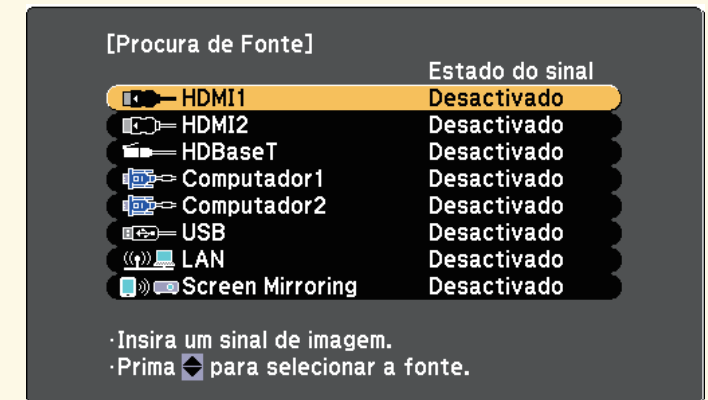 [Procura de Fonte]
Estado do sinal
HDMI1 Desactivado
HDMI2 Desactivado
HDBaseT Desactivado
Computador1 Desactivado
Computador2 Desactivado
USB Desactivado
LAN Desactivado
Screen Mirroring Desactivado
·Insira um sinal de imagem.
·Prima para selecionar a fonte.